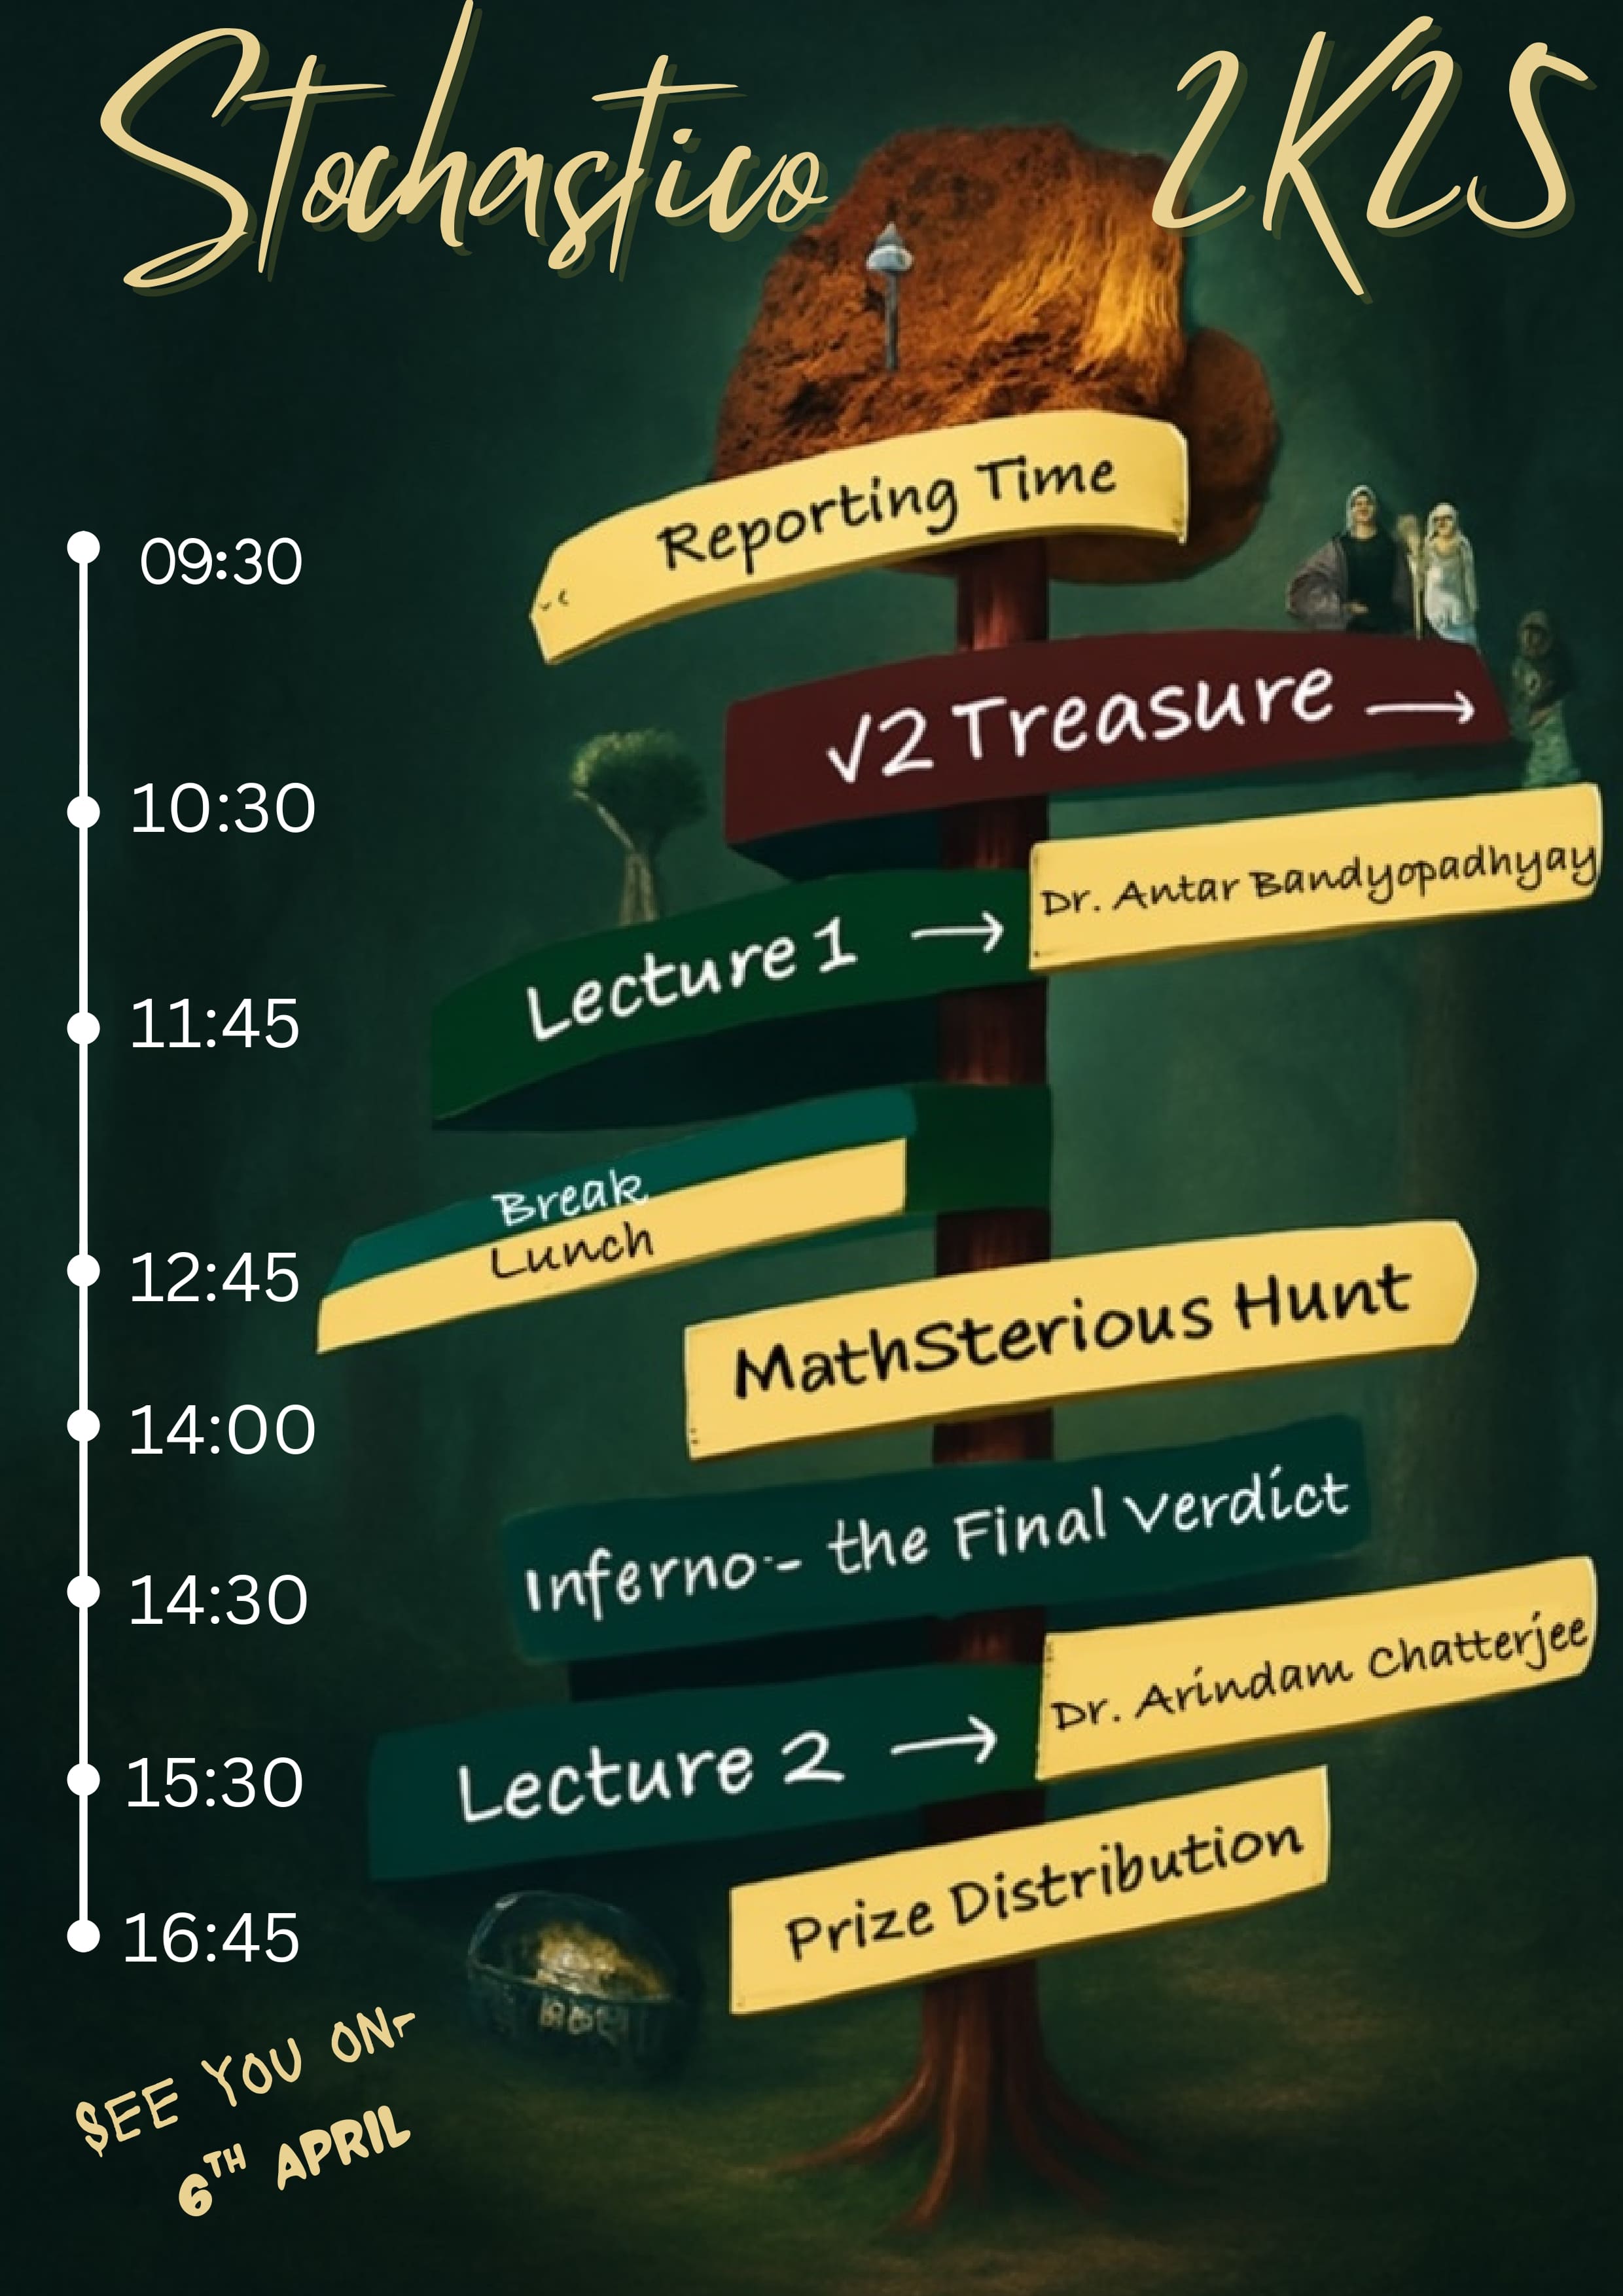 Stochastico 2K25
09:30
Reporting Time
√2 Treasure →
10:30
Lecture 1 → Dr. Antar Bandyopadhyay
11:45
Break
Lunch
12:45
MathSterious Hunt
14:00
Inferno-- the Final Verdict
14:30
Lecture 2 → Dr. Arindam Chatterjee
15:30
Prize Distribution
16:45
SEE YOU ON-
6TH APRIL